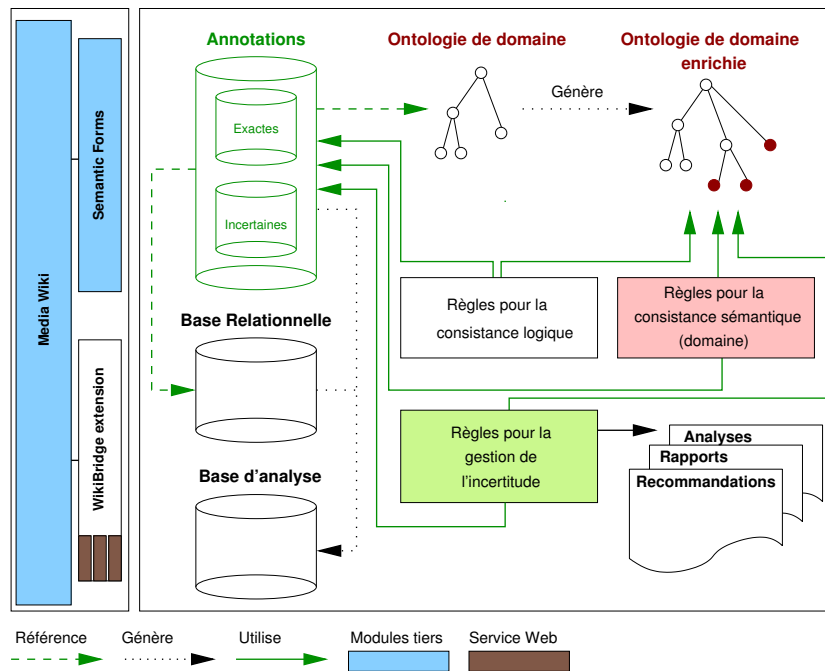 Media Wiki
Semantic Forms
WikiBridge extension
Annotations
Exactes
Incertaines
Ontologie de domaine
Génère
Ontologie de domaine
enrichie
Règles pour la
consistance logique
Règles pour la
consistance sémantique
(domaine)
Base Relationnelle
Règles pour la
gestion de
l'incertitude
Analyses
Rapports
Recommandations
Base d'analyse
Référence
Génère
Utilise
Modules tiers
Service Web